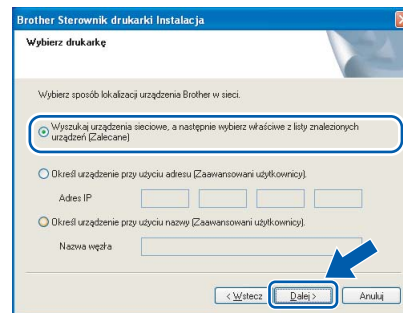 Brother Sterownik drukarki Instalacja
Wybierz drukarkę
Wybierz sposób lokalizacji urządzenia Brother w sieci.
Wyszukaj urządzenia sieciowe, a następnie wybierz właściwe z listy znalezionych
urządzeń (Zalecane)
Określ urządzenie przy użyciu adresu (Zaawansowani użytkownicy).
Adres IP
Określ urządzenie przy użyciu nazwy (Zaawansowani użytkownicy).
Nazwa węzła
< Wstecz Dalej > Anuluj